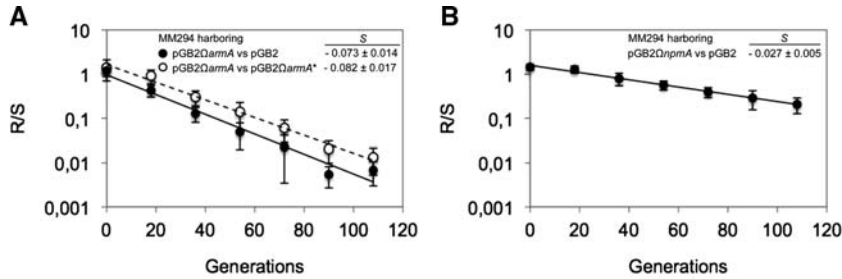 A
MM294 harboring
S
pGB2ΩarmA vs pGB2 - 0.073 ± 0.014
pGB2ΩarmA vs pGB2ΩarmA* - 0.082 ± 0.017
R/S
10
1
0,1
0,01
0,001
0 20 40 60 80 100 120
Generations
B
MM294 harboring
S
pGB2ΩnpmA vs pGB2 - 0.027 ± 0.005
R/S
10
1
0,1
0,01
0,001
0 20 40 60 80 100 120
Generations